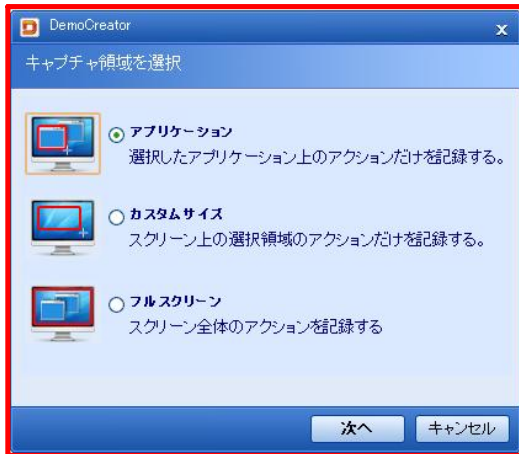 DemoCreator
x
キャプチャ領域を選択
アプリケーション
選択したアプリケーション上のアクションだけを記録する。
カスタムサイズ
スクリーン上の選択領域のアクションだけを記録する。
フルスクリーン
スクリーン全体のアクションを記録する
次へ
キャンセル